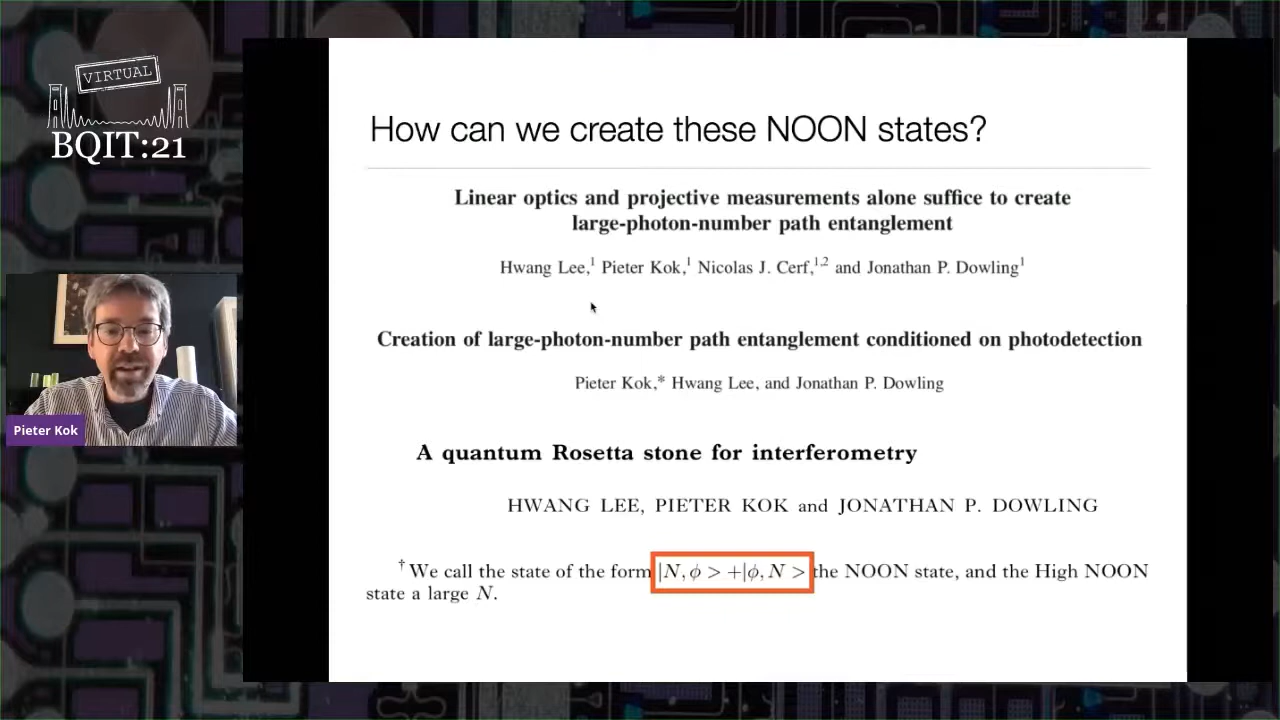 VIRTUAL
BQIT:21
How can we create these NOON states?
Linear optics and projective measurements alone suffice to create
large-photon-number path entanglement
Hwang Lee,¹ Pieter Kok,¹ Nicolas J. Cerf,¹,² and Jonathan P. Dowling¹
Creation of large-photon-number path entanglement conditioned on photodetection
Pieter Kok,* Hwang Lee, and Jonathan P. Dowling
A quantum Rosetta stone for interferometry
HWANG LEE, PIETER KOK and JONATHAN P. DOWLING
† We call the state of the form |N, ϕ > +|ϕ, N > the NOON state, and the High NOON
state a large N.
Pieter Kok